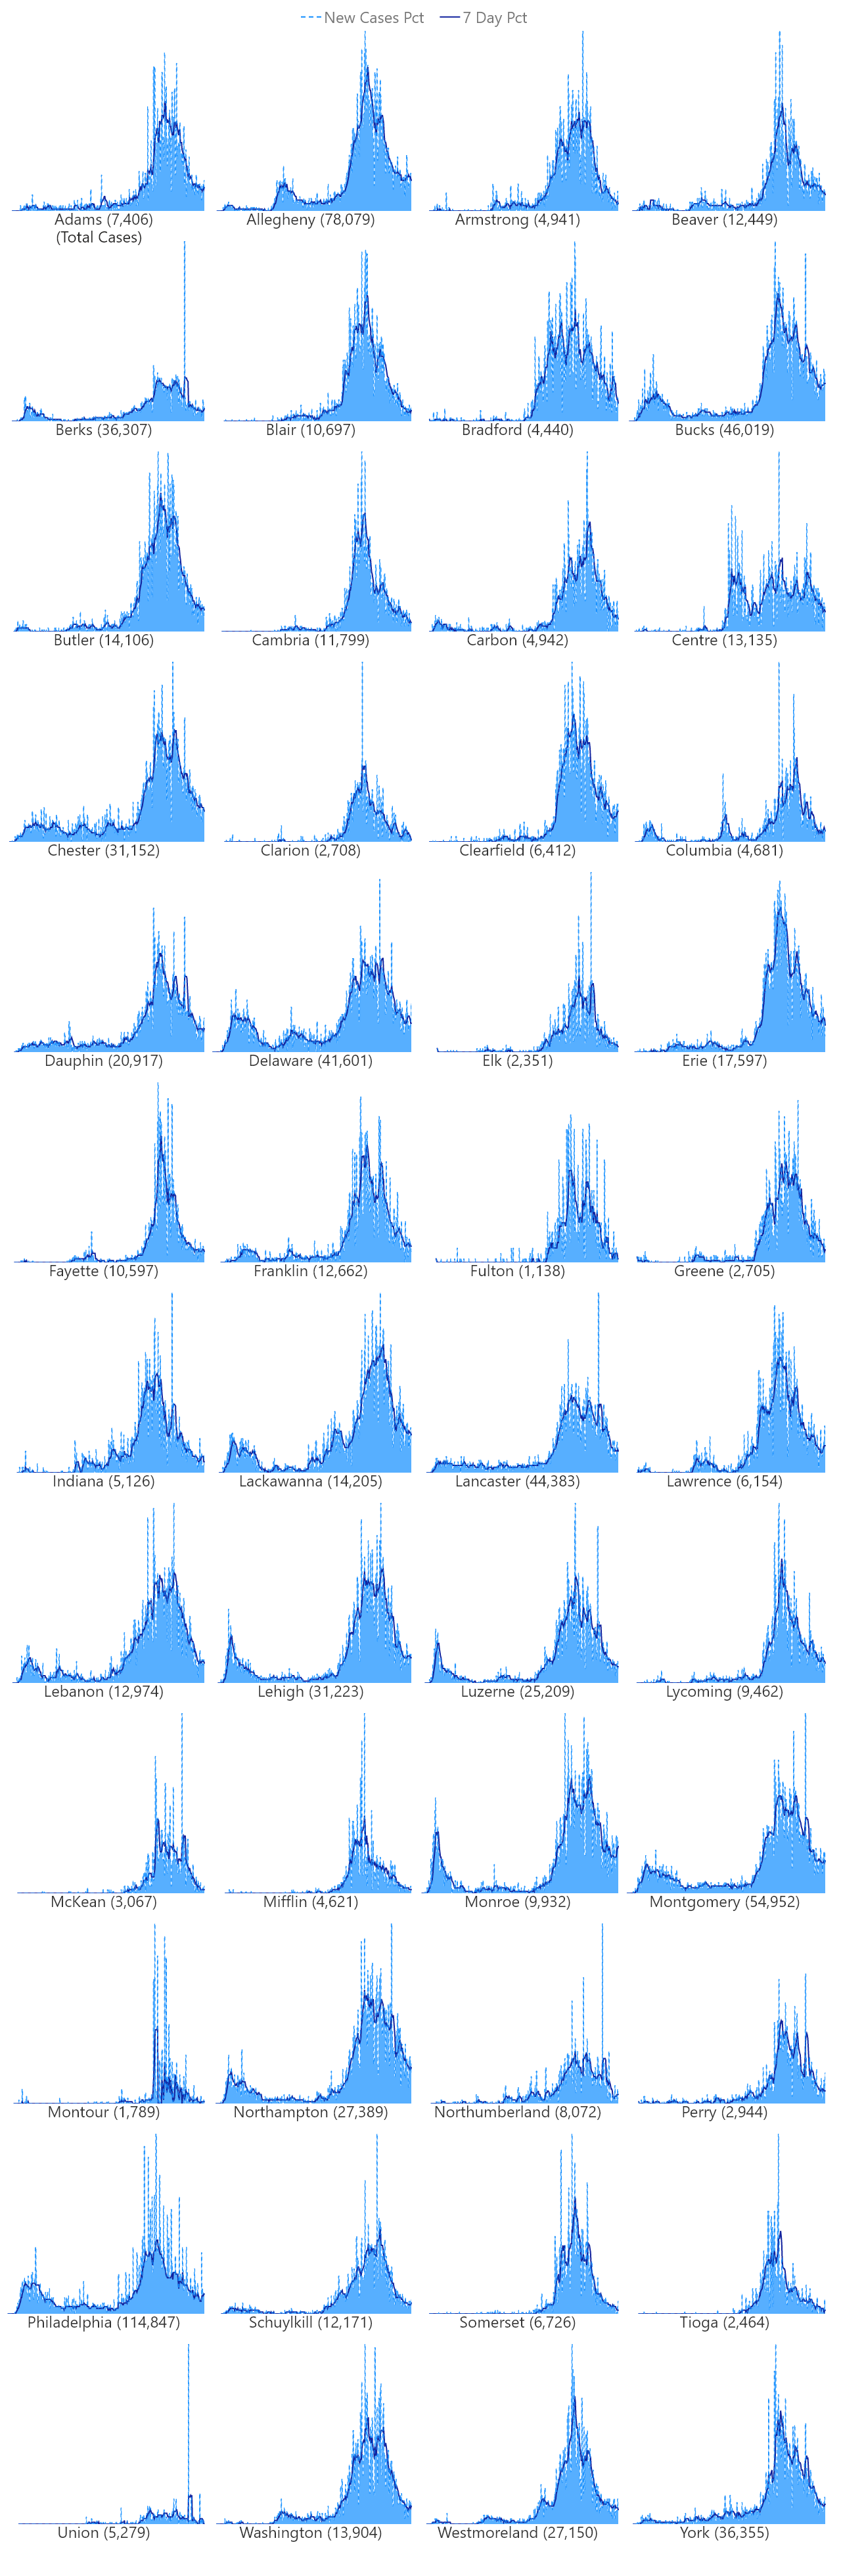 New Cases Pct 7 Day Pct
Adams (7,406) Allegheny (78,079) Armstrong (4,941) Beaver (12,449)
(Total Cases)
Berks (36,307) Blair (10,697) Bradford (4,440) Bucks (46,019)
Butler (14,106) Cambria (11,799) Carbon (4,942) Centre (13,135)
Chester (31,152) Clarion (2,708) Clearfield (6,412) Columbia (4,681)
Dauphin (20,917) Delaware (41,601) Elk (2,351) Erie (17,597)
Fayette (10,597) Franklin (12,662) Fulton (1,138) Greene (2,705)
Indiana (5,126) Lackawanna (14,205) Lancaster (44,383) Lawrence (6,154)
Lebanon (12,974) Lehigh (31,223) Luzerne (25,209) Lycoming (9,462)
McKean (3,067) Mifflin (4,621) Monroe (9,932) Montgomery (54,952)
Montour (1,789) Northampton (27,389) Northumberland (8,072) Perry (2,944)
Philadelphia (114,847) Schuylkill (12,171) Somerset (6,726) Tioga (2,464)
Union (5,279) Washington (13,904) Westmoreland (27,150) York (36,355)